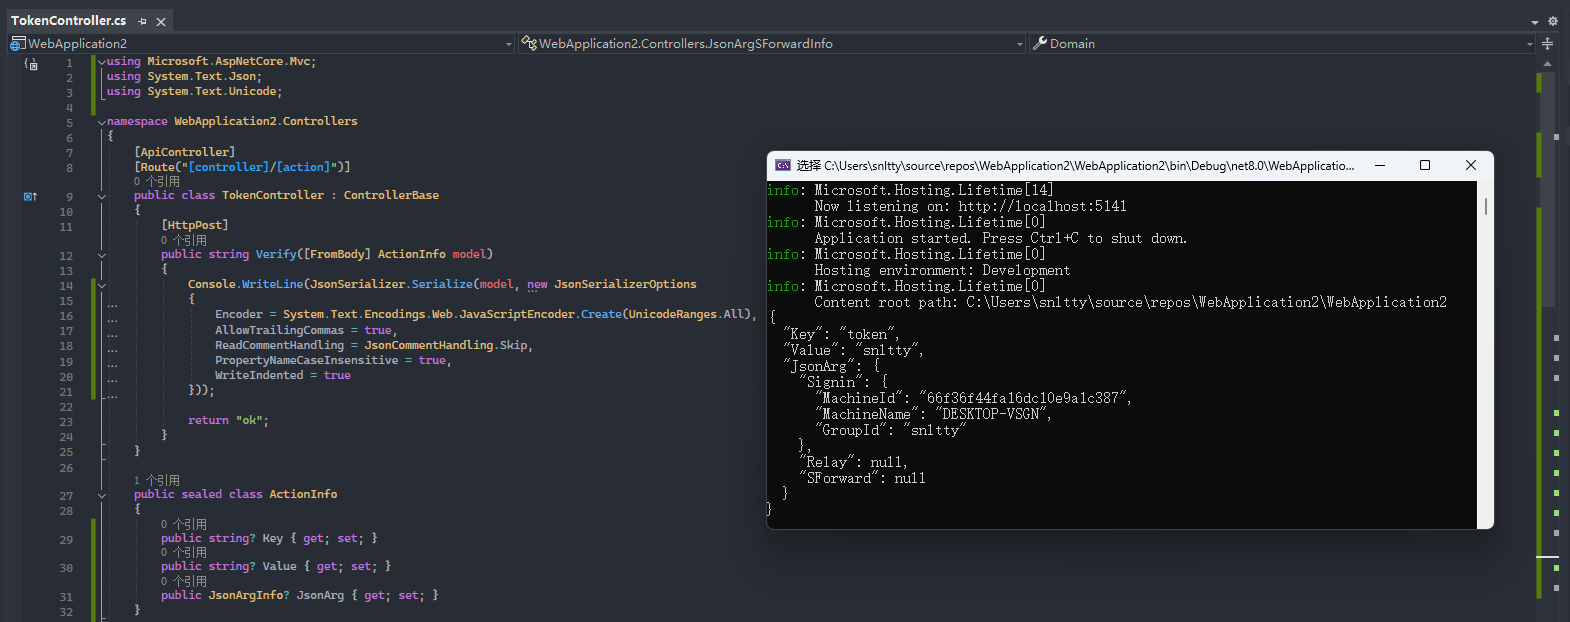 TokenController.cs
WebApplication2
WebApplication2.Controllers.JsonArgSForwardInfo
Domain
1 using Microsoft.AspNetCore.Mvc;
2 using System.Text.Json;
3 using System.Text.Unicode;
4
5 namespace WebApplication2.Controllers
6 {
7 [ApiController]
8 [Route("[controller]/[action]")]
0 个引用
9 public class TokenController : ControllerBase
10 {
11 [HttpPost]
0 个引用
12 public string Verify([FromBody] ActionInfo model)
13 {
14 Console.WriteLine(JsonSerializer.Serialize(model, new JsonSerializerOptions
15 {
16 Encoder = System.Text.Encodings.Web.JavaScriptEncoder.Create(UnicodeRanges.All),
17 AllowTrailingCommas = true,
18 ReadCommentHandling = JsonCommentHandling.Skip,
19 PropertyNameCaseInsensitive = true,
20 WriteIndented = true
21 }));
22
23 return "ok";
24 }
25 }
26
1 个引用
27 public sealed class ActionInfo
28 {
0 个引用
29 public string? Key { get; set; }
0 个引用
30 public string? Value { get; set; }
0 个引用
31 public JsonArgInfo? JsonArg { get; set; }
32 }
选择 C:\Users\snltty\source\repos\WebApplication2\WebApplication2\bin\Debug\net8.0\WebApplicatio...
info: Microsoft.Hosting.Lifetime[14]
Now listening on: http://localhost:5141
info: Microsoft.Hosting.Lifetime[0]
Application started. Press Ctrl+C to shut down.
info: Microsoft.Hosting.Lifetime[0]
Hosting environment: Development
info: Microsoft.Hosting.Lifetime[0]
Content root path: C:\Users\snltty\source\repos\WebApplication2\WebApplication2
{
"Key": "token",
"Value": "snltty",
"JsonArg": {
"Signin": {
"MachineId": "66f36f44fa16dc10e9a1c387",
"MachineName": "DESKTOP-VSGN",
"GroupId": "snltty"
},
"Relay": null,
"SForward": null
}
}